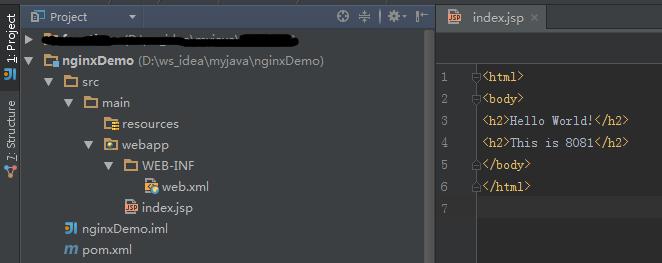 Project
index.jsp
1: Project
7: Structure
nginxDemo (D:\ws_idea\myjava\nginxDemo)
src
main
resources
webapp
WEB-INF
web.xml
index.jsp
nginxDemo.iml
pom.xml
1 <html>
2 <body>
3 <h2>Hello World!</h2>
4 <h2>This is 8081</h2>
5 </body>
6 </html>
7